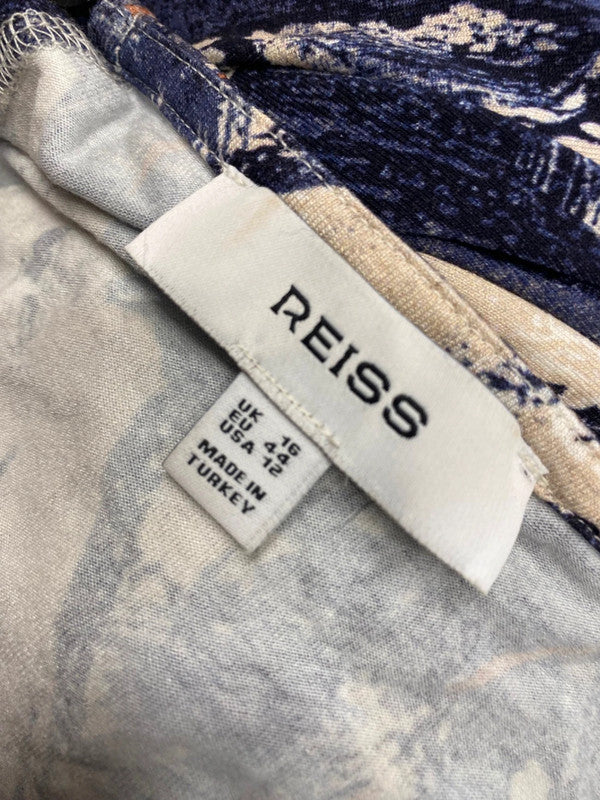 REISS
UK 16
EU 44
USA 12
MADE IN
TURKEY